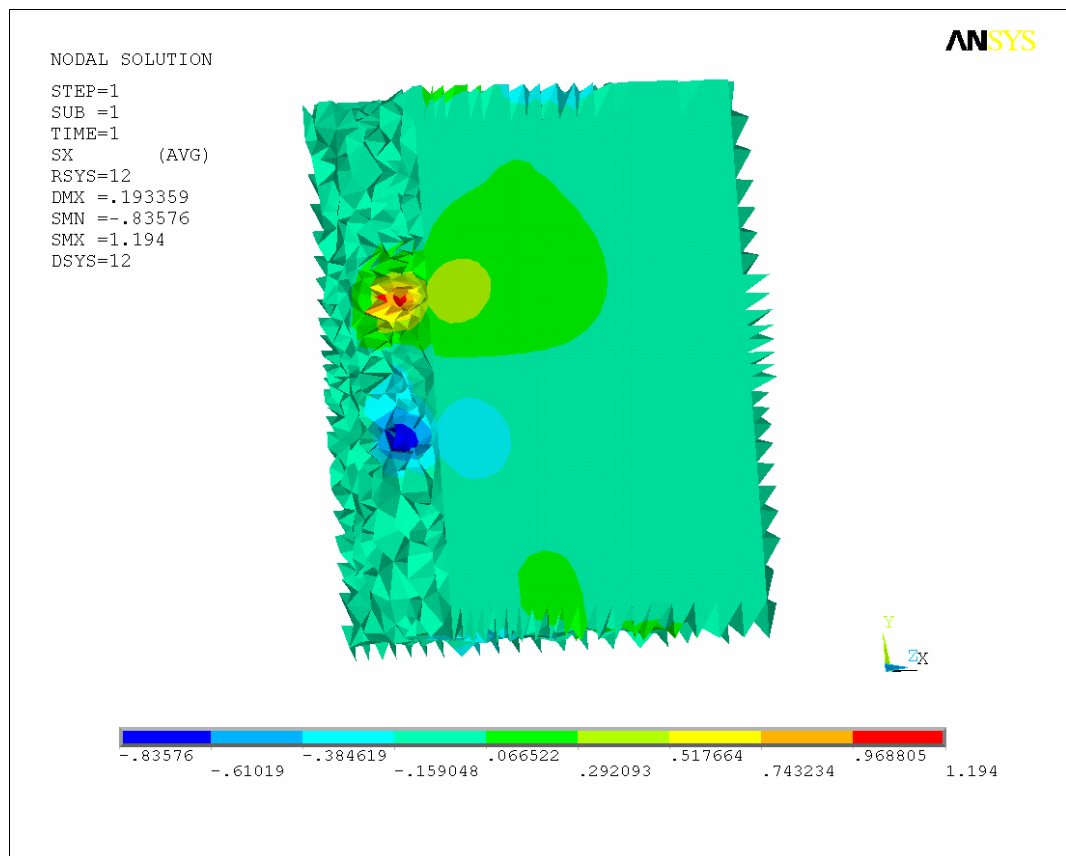 ANSYS
NODAL SOLUTION
STEP=1
SUB =1
TIME=1
SX (AVG)
RSYS=12
DMX =.193359
SMN =-.83576
SMX =1.194
DSYS=12
Y
Z X
-.83576 -.384619 .066522 .517664 .968805
-.61019 -.159048 .292093 .743234 1.194